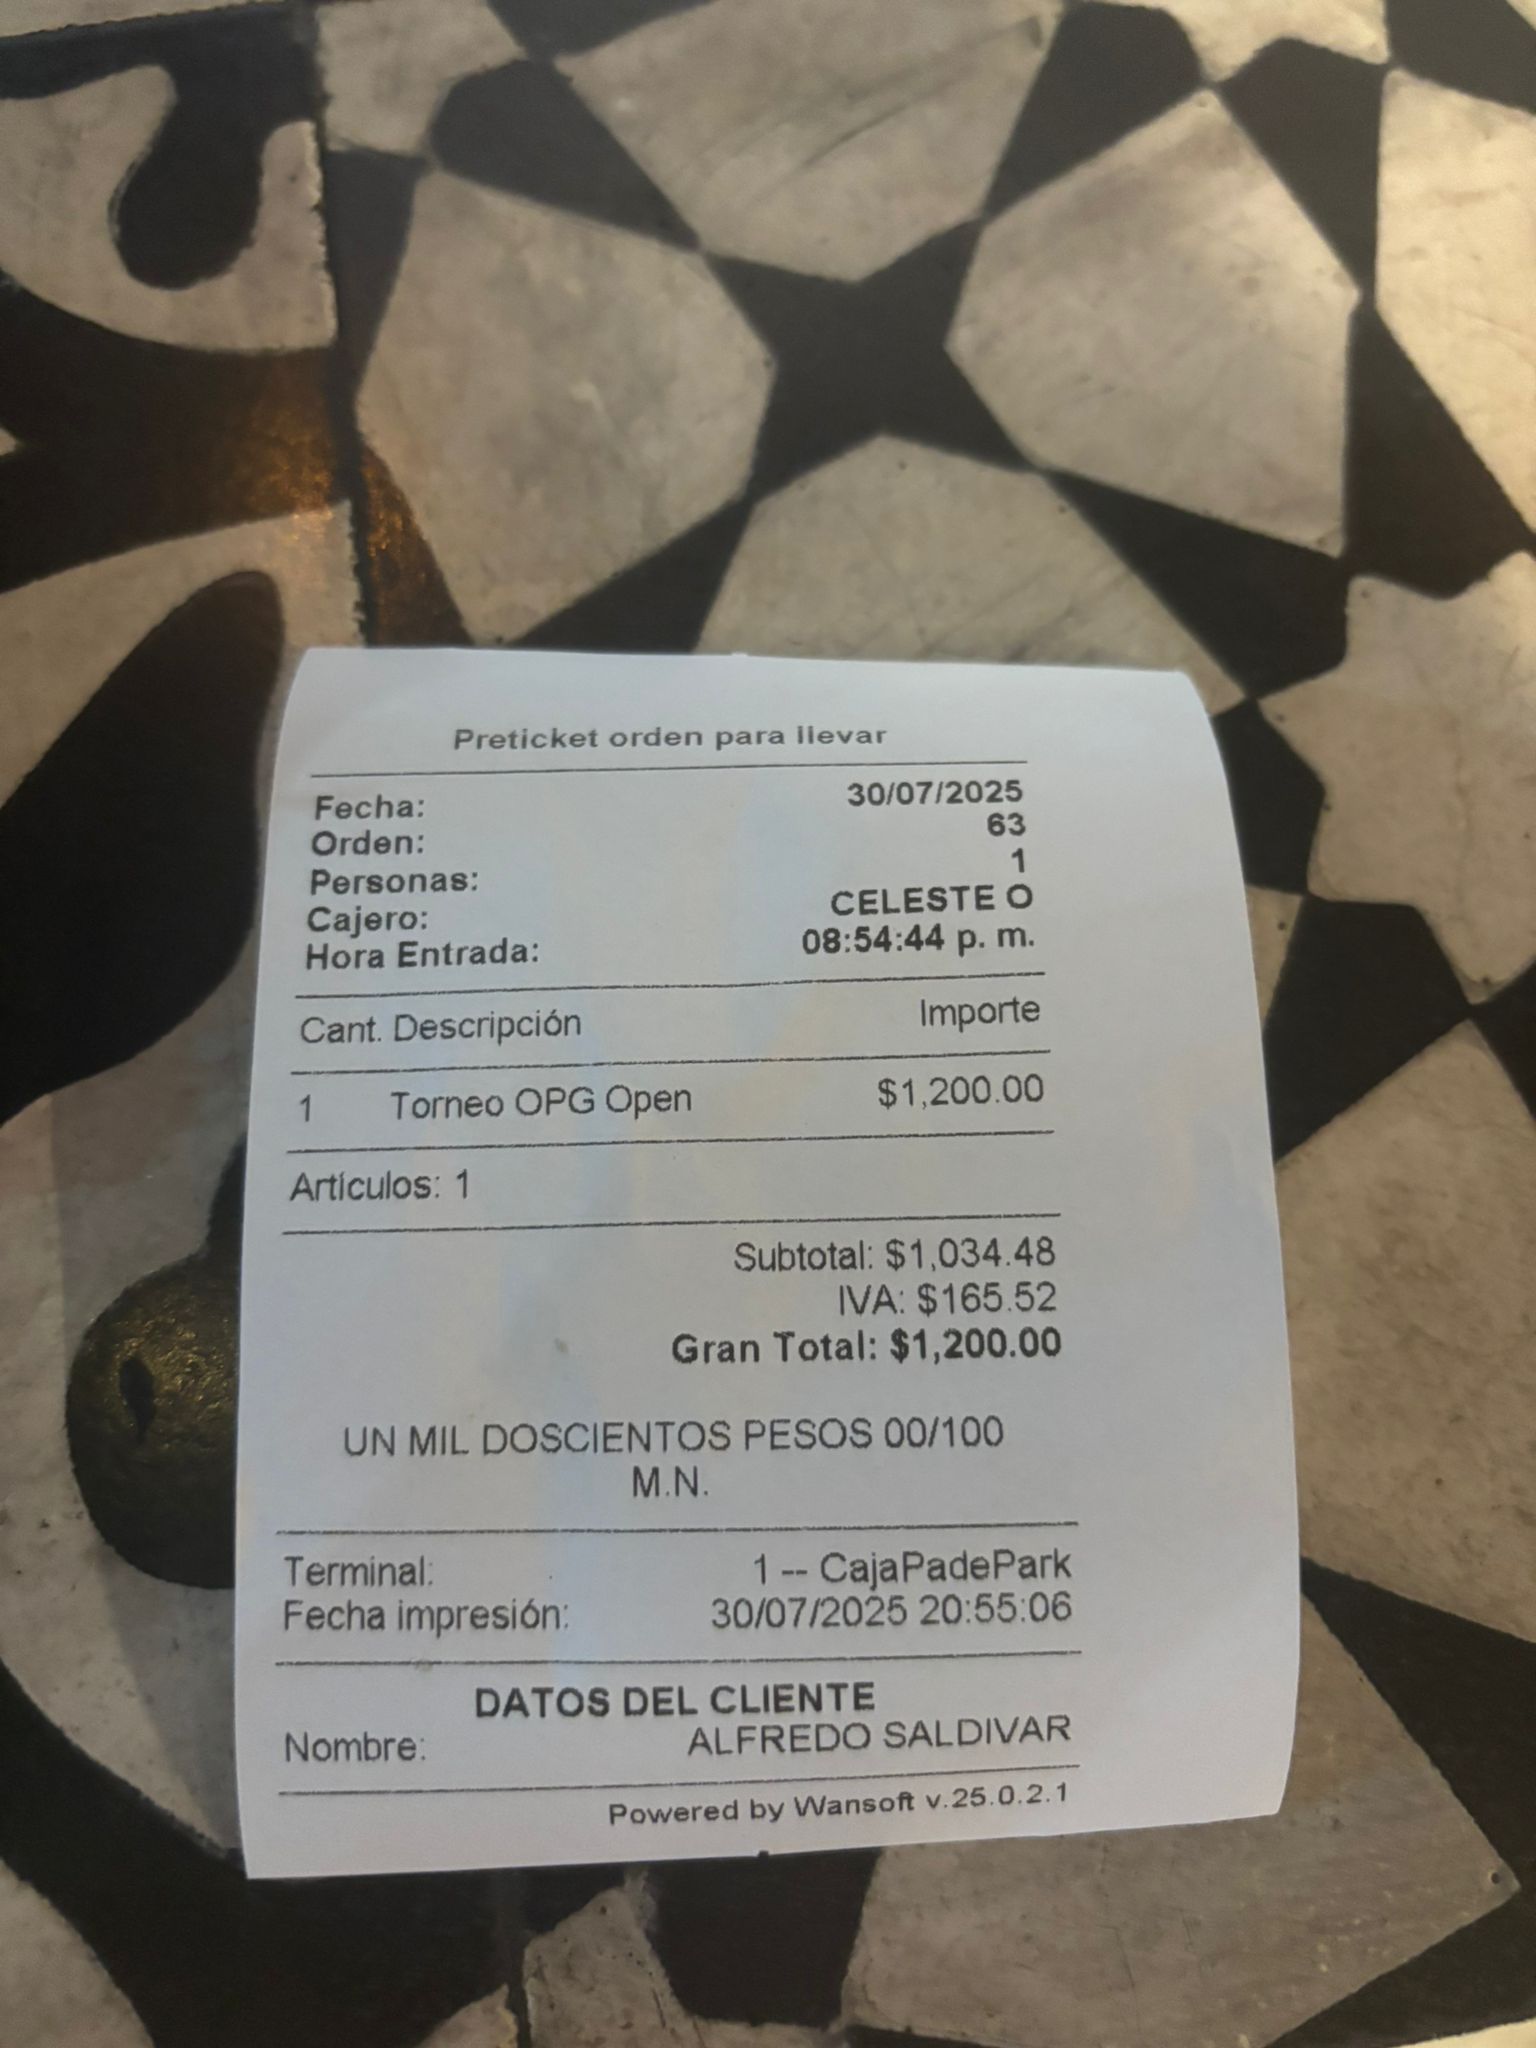 Preticket orden para llevar
Fecha: 30/07/2025
Orden: 63
Personas: 1
Cajero: CELESTE O
Hora Entrada: 08:54:44 p. m.
Cant. Descripción Importe
1 Torneo OPG Open $1,200.00
Artículos: 1
Subtotal: $1,034.48
IVA: $165.52
Gran Total: $1,200.00
UN MIL DOSCIENTOS PESOS 00/100
M.N.
Terminal: 1 -- CajaPadePark
Fecha impresión: 30/07/2025 20:55:06
DATOS DEL CLIENTE
Nombre: ALFREDO SALDIVAR
Powered by Wansoft v.25.0.2.1